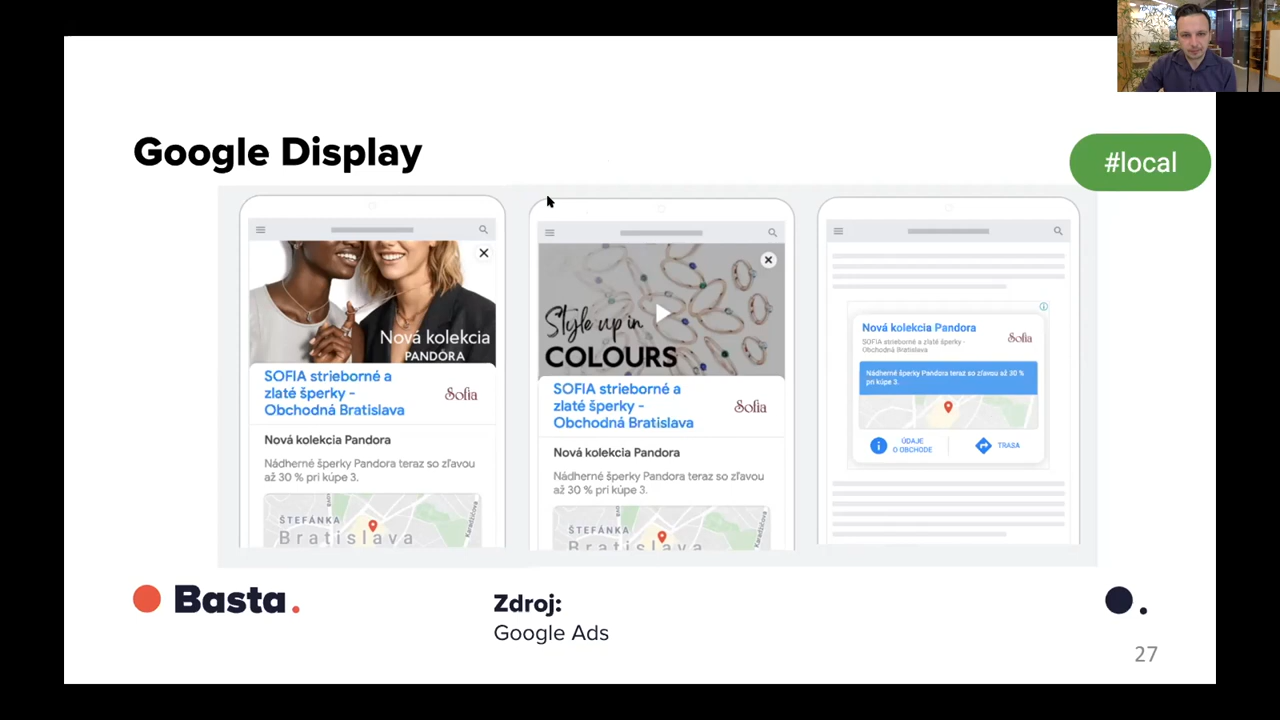 Google Display
#local
Nová kolekcia
PANDORA
SOFIA strieborné a
zlaté šperky -
Obchodná Bratislava
Sofia
Nová kolekcia Pandora
Nádherné šperky Pandora teraz so zľavou
až 30 % pri kúpe 3.
ŠTEFÁNKA
Bratislava
Karadžičova
Style up in
COLOURS
SOFIA strieborné a
zlaté šperky -
Obchodná Bratislava
Sofia
Nová kolekcia Pandora
Nádherné šperky Pandora teraz so zľavou
až 30 % pri kúpe 3.
ŠTEFÁNKA
Bratislava
Karadžičova
Nová kolekcia Pandora
SOFIA strieborné a zlaté šperky -
Obchodná Bratislava
Sofia
Nádherné šperky Pandora teraz so zľavou až 30 %
pri kúpe 3.
ÚDAJE
O OBCHODE
TRASA
Basta.
Zdroj:
Google Ads
27